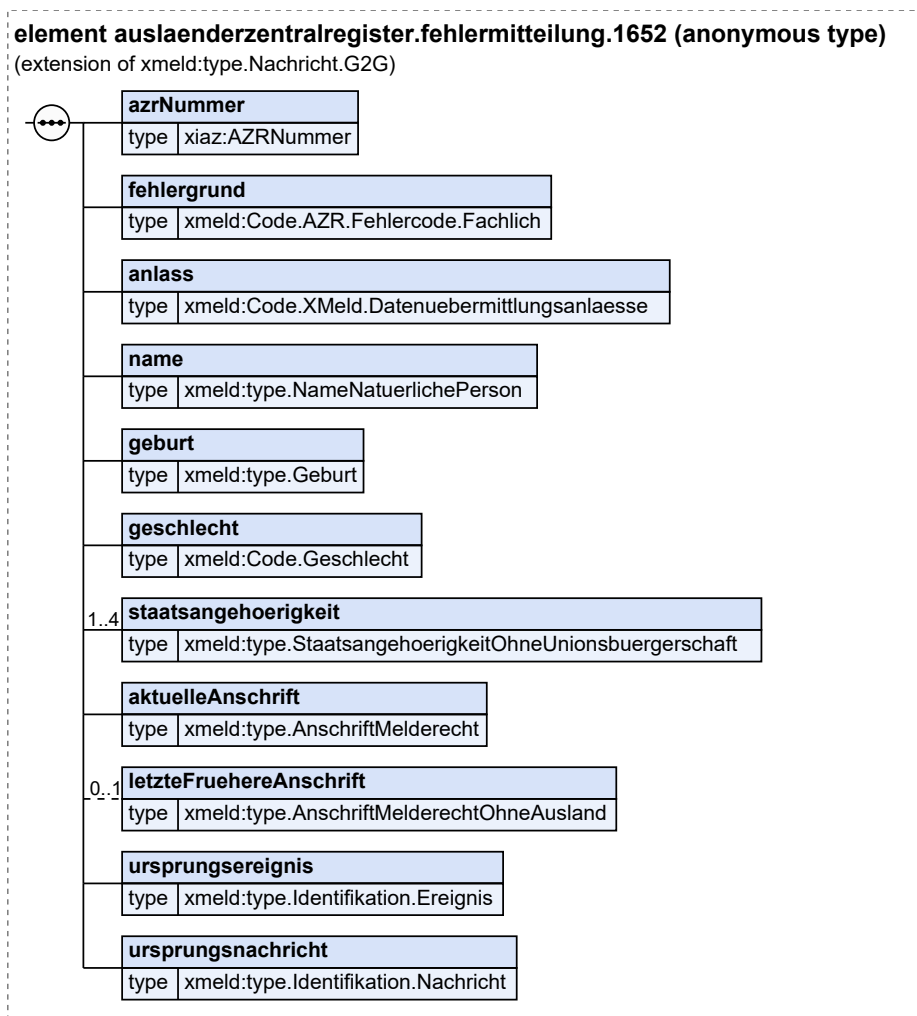 element auslaenderzentralregister.fehlermitteilung.1652 (anonymous type)
(extension of xmeld:type.Nachricht.G2G)
azrNummer
type xiaz:AZRNummer
fehlergrund
type xmeld:Code.AZR.Fehlercode.Fachlich
anlass
type xmeld:Code.XMeld.Datenuebermittlungsanlaesse
name
type xmeld:type.NameNatuerlichePerson
geburt
type xmeld:type.Geburt
geschlecht
type xmeld:Code.Geschlecht
1..4 staatsangehoerigkeit
type xmeld:type.StaatsangehoerigkeitOhneUnionsbuergerschaft
aktuelleAnschrift
type xmeld:type.AnschriftMelderecht
0..1 letzteFruehereAnschrift
type xmeld:type.AnschriftMelderechtOhneAusland
ursprungsereignis
type xmeld:type.Identifikation.Ereignis
ursprungsnachricht
type xmeld:type.Identifikation.Nachricht